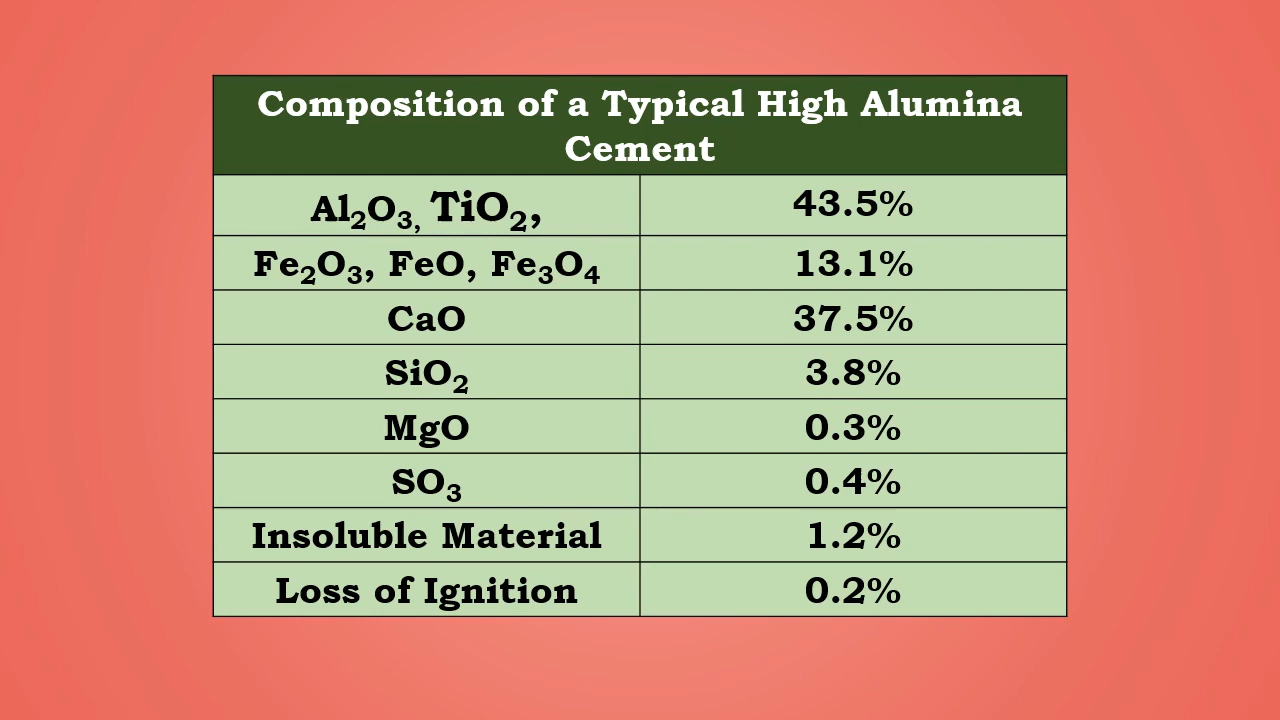 Composition of a Typical High Alumina
Cement
Al₂O₃, TiO₂,
43.5%
Fe₂O₃, FeO, Fe₃O₄
13.1%
CaO
37.5%
SiO₂
3.8%
MgO
0.3%
SO₃
0.4%
Insoluble Material
1.2%
Loss of Ignition
0.2%